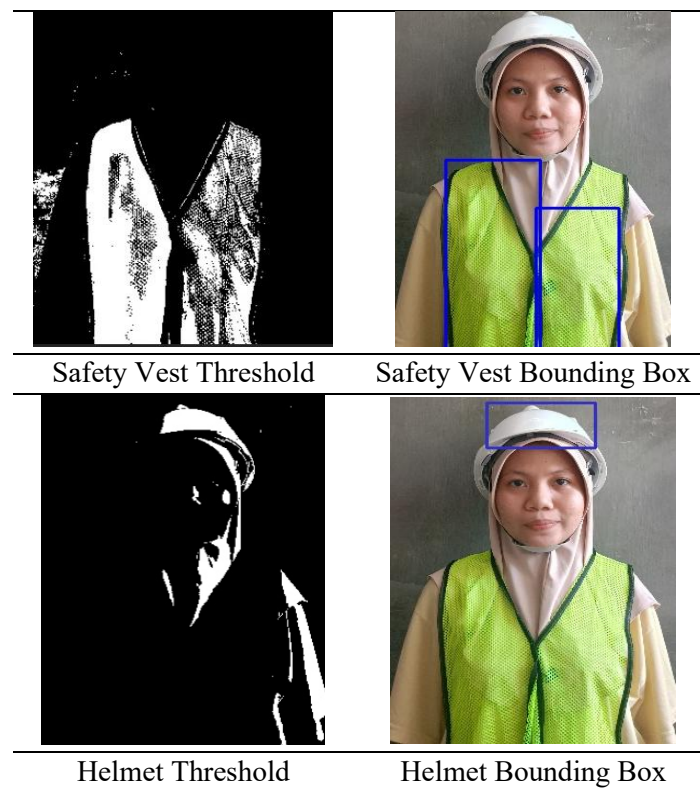 Safety Vest Threshold
Safety Vest Bounding Box
Helmet Threshold
Helmet Bounding Box